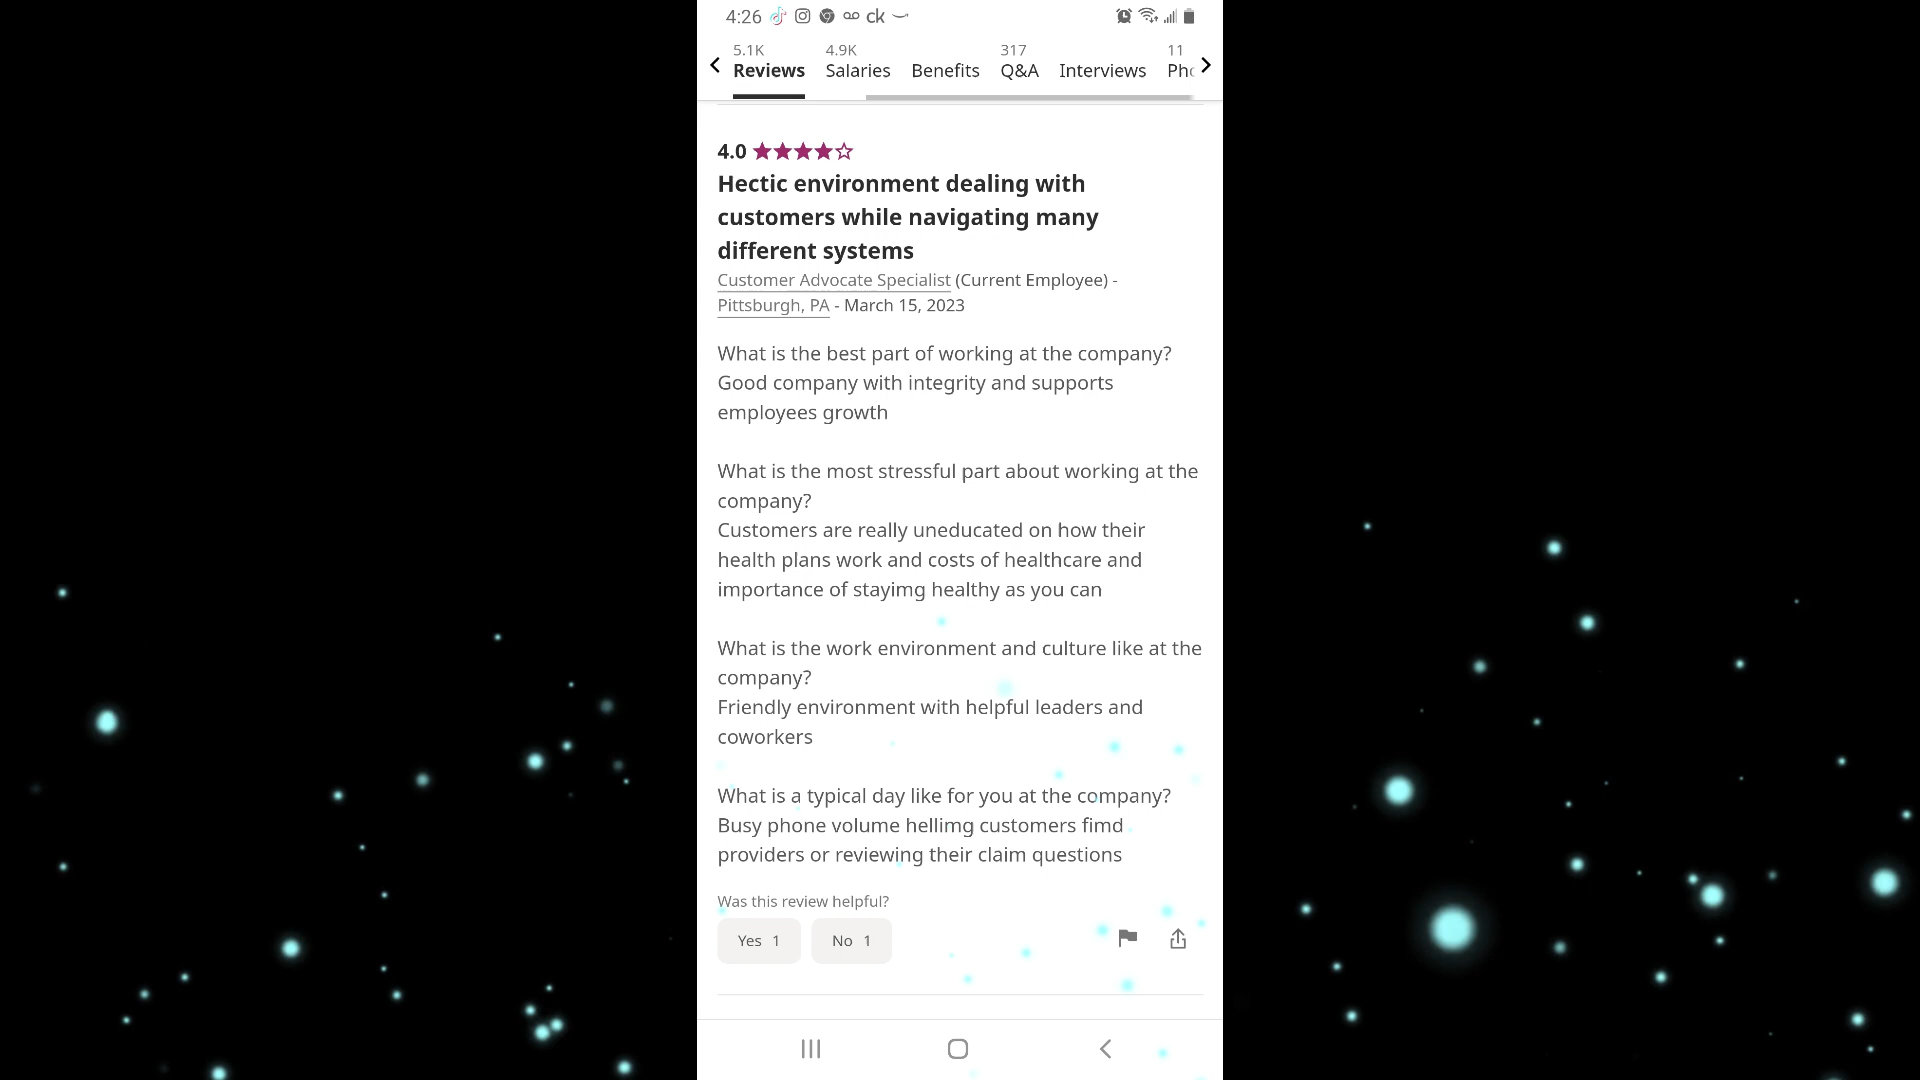 4:26 ck
5.1K 4.9K 317 11
Reviews Salaries Benefits Q&A Interviews Pho
4.0
Hectic environment dealing with
customers while navigating many
different systems
Customer Advocate Specialist (Current Employee) -
Pittsburgh, PA - March 15, 2023
What is the best part of working at the company?
Good company with integrity and supports
employees growth
What is the most stressful part about working at the
company?
Customers are really uneducated on how their
health plans work and costs of healthcare and
importance of stayimg healthy as you can
What is the work environment and culture like at the
company?
Friendly environment with helpful leaders and
coworkers
What is a typical day like for you at the company?
Busy phone volume hellimg customers fimd
providers or reviewing their claim questions
Was this review helpful?
Yes 1 No 1